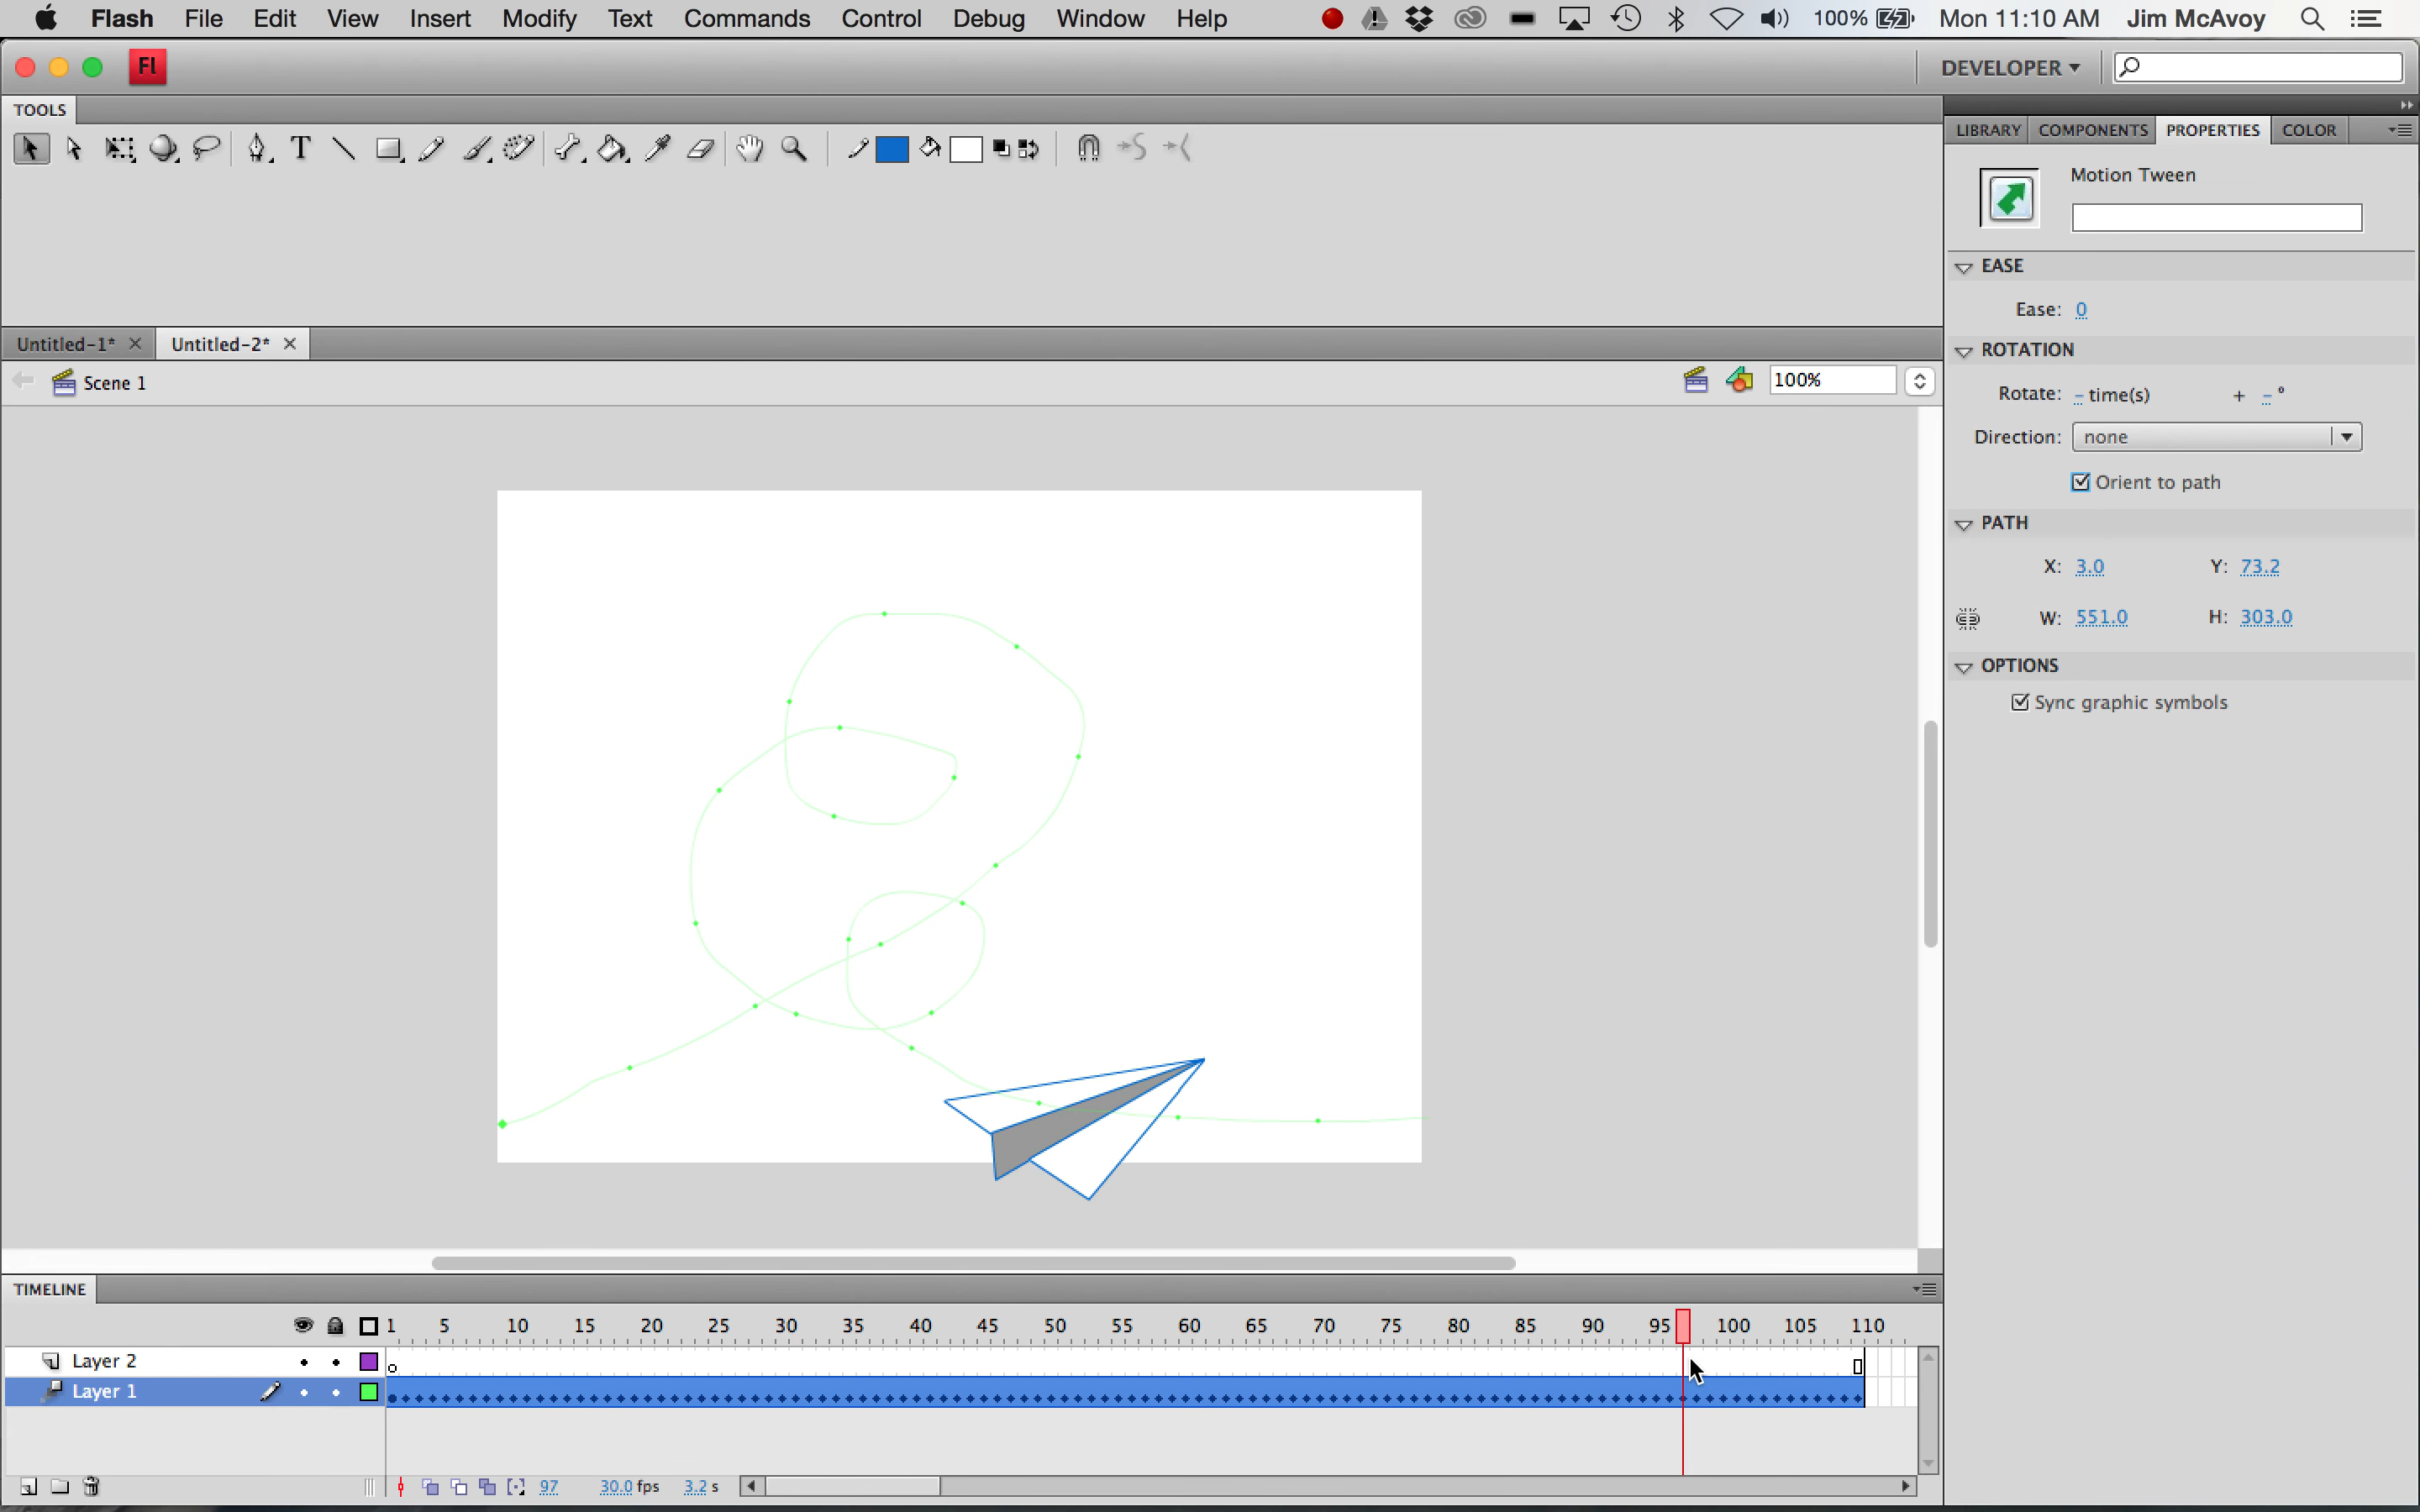 Flash File Edit View Insert Modify Text Commands Control Debug Window Help 100% Mon 11:10 AM Jim McAvoy
Fl DEVELOPER
TOOLS
LIBRARY COMPONENTS PROPERTIES COLOR
T
Motion Tween
EASE
Ease: 0
Untitled-1* Untitled-2*
ROTATION
Scene 1 100%
Rotate: - time(s) + - °
Direction: none
Orient to path
PATH
X: 3.0 Y: 73.2
W: 551.0 H: 303.0
OPTIONS
Sync graphic symbols
TIMELINE
1 5 10 15 20 25 30 35 40 45 50 55 60 65 70 75 80 85 90 95 100 105 110
Layer 2
Layer 1
97 30.0 fps 3.2 s